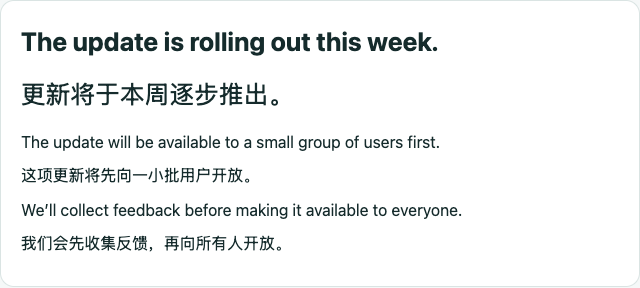 The update is rolling out this week.
更新将于本周逐步推出。
The update will be available to a small group of users first.
这项更新将先向一小批用户开放。
We’ll collect feedback before making it available to everyone.
我们会先收集反馈，再向所有人开放。